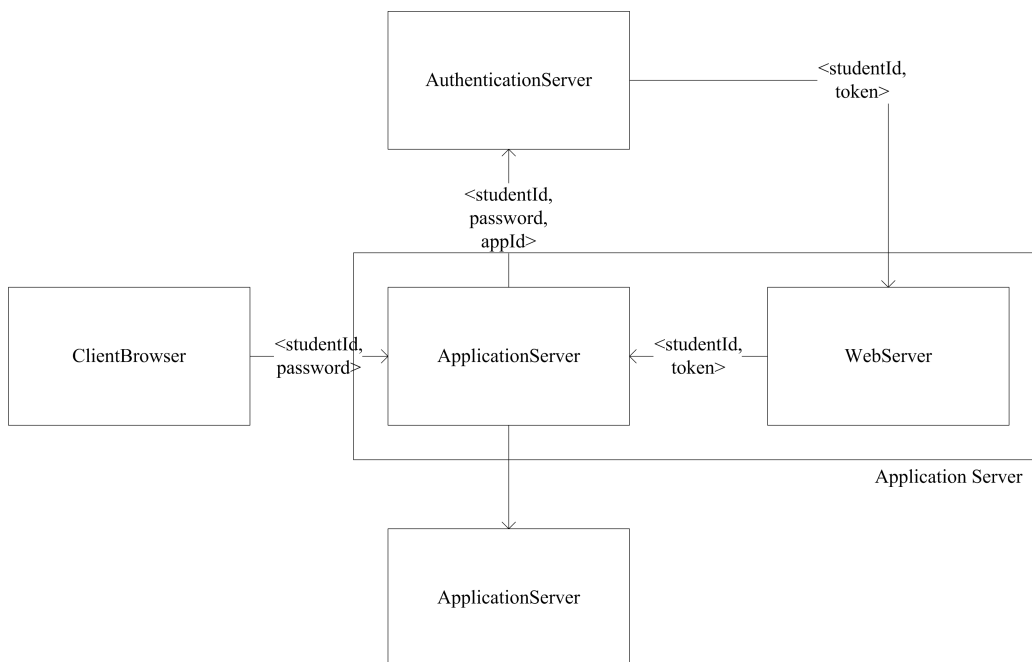 AuthenticationServer
<studentId,
token>
<studentId,
password,
appId>
ClientBrowser
<studentId,
password>
ApplicationServer
<studentId,
token>
WebServer
Application Server
ApplicationServer